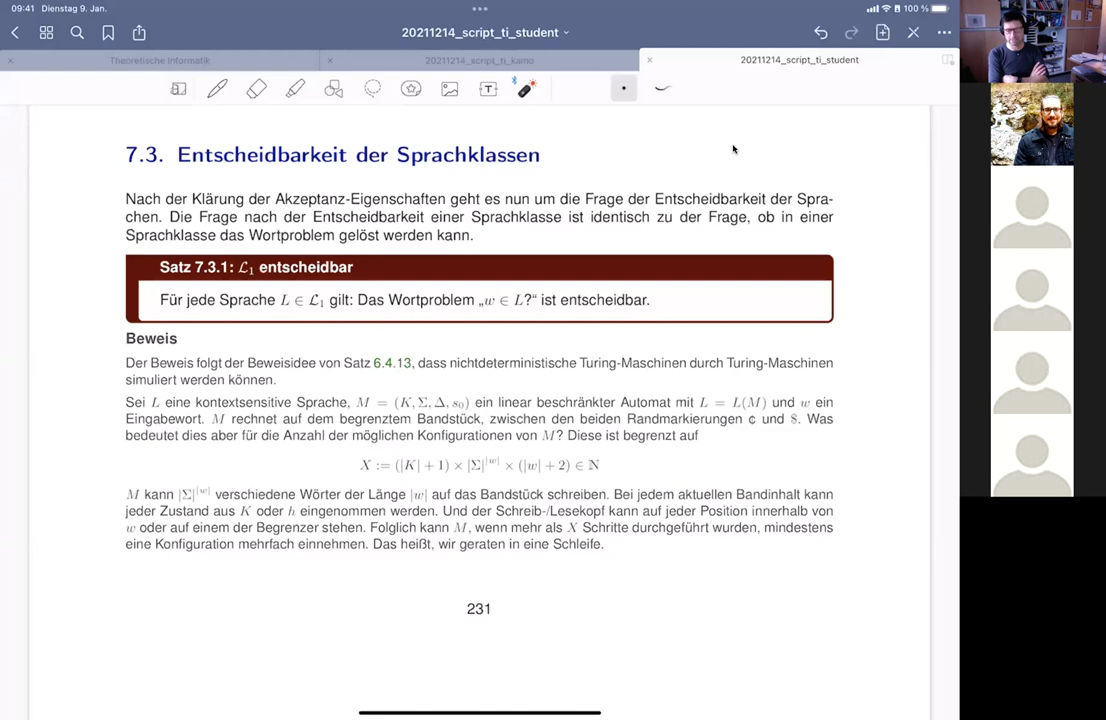 09:41 Dienstag 9. Jan.
100 %
20211214_script_ti_student
Theoretische Informatik
20211214_script_ti_kamo
20211214_script_ti_student
7.3. Entscheidbarkeit der Sprachklassen
Nach der Klärung der Akzeptanz-Eigenschaften geht es nun um die Frage der Entscheidbarkeit der Spra-
chen. Die Frage nach der Entscheidbarkeit einer Sprachklasse ist identisch zu der Frage, ob in einer
Sprachklasse das Wortproblem gelöst werden kann.
Satz 7.3.1: ℒ₁ entscheidbar
Für jede Sprache L ∈ ℒ₁ gilt: Das Wortproblem „w ∈ L?“ ist entscheidbar.
Beweis
Der Beweis folgt der Beweisidee von Satz 6.4.13, dass nichtdeterministische Turing-Maschinen durch Turing-Maschinen
simuliert werden können.
Sei L eine kontextsensitive Sprache, M = (K, Σ, Δ, s₀) ein linear beschränkter Automat mit L = L(M) und w ein
Eingabewort. M rechnet auf dem begrenztem Bandstück, zwischen den beiden Randmarkierungen ¢ und $. Was
bedeutet dies aber für die Anzahl der möglichen Konfigurationen von M? Diese ist begrenzt auf
X := (|K| + 1) × |Σ|^|w| × (|w| + 2) ∈ ℕ
M kann |Σ|^|w| verschiedene Wörter der Länge |w| auf das Bandstück schreiben. Bei jedem aktuellen Bandinhalt kann
jeder Zustand aus K oder h eingenommen werden. Und der Schreib-/Lesekopf kann auf jeder Position innerhalb von
w oder auf einem der Begrenzer stehen. Folglich kann M, wenn mehr als X Schritte durchgeführt wurden, mindestens
eine Konfiguration mehrfach einnehmen. Das heißt, wir geraten in eine Schleife.
231